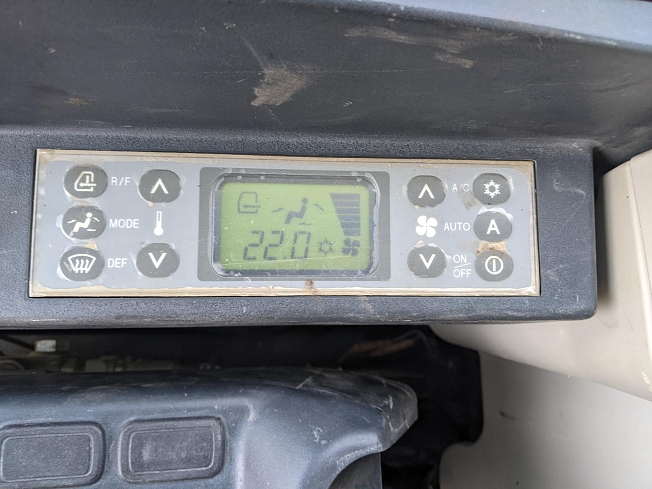 R/F
A/C
MODE
AUTO
A
22.0
DEF
ON/OFF